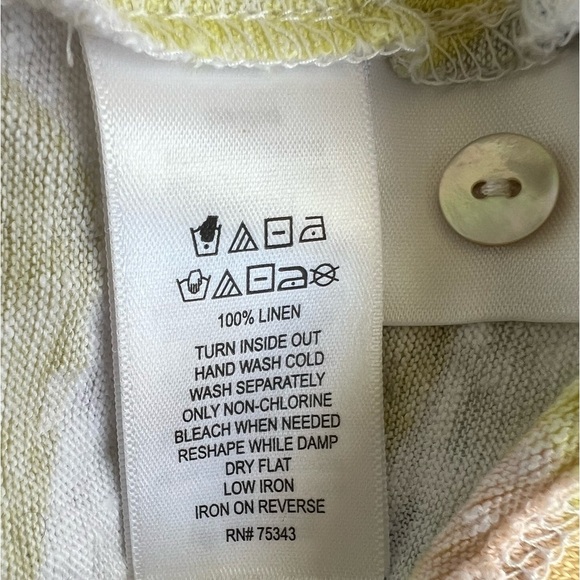 100% LINEN
TURN INSIDE OUT
HAND WASH COLD
WASH SEPARATELY
ONLY NON-CHLORINE
BLEACH WHEN NEEDED
RESHAPE WHILE DAMP
DRY FLAT
LOW IRON
IRON ON REVERSE
RN# 75343